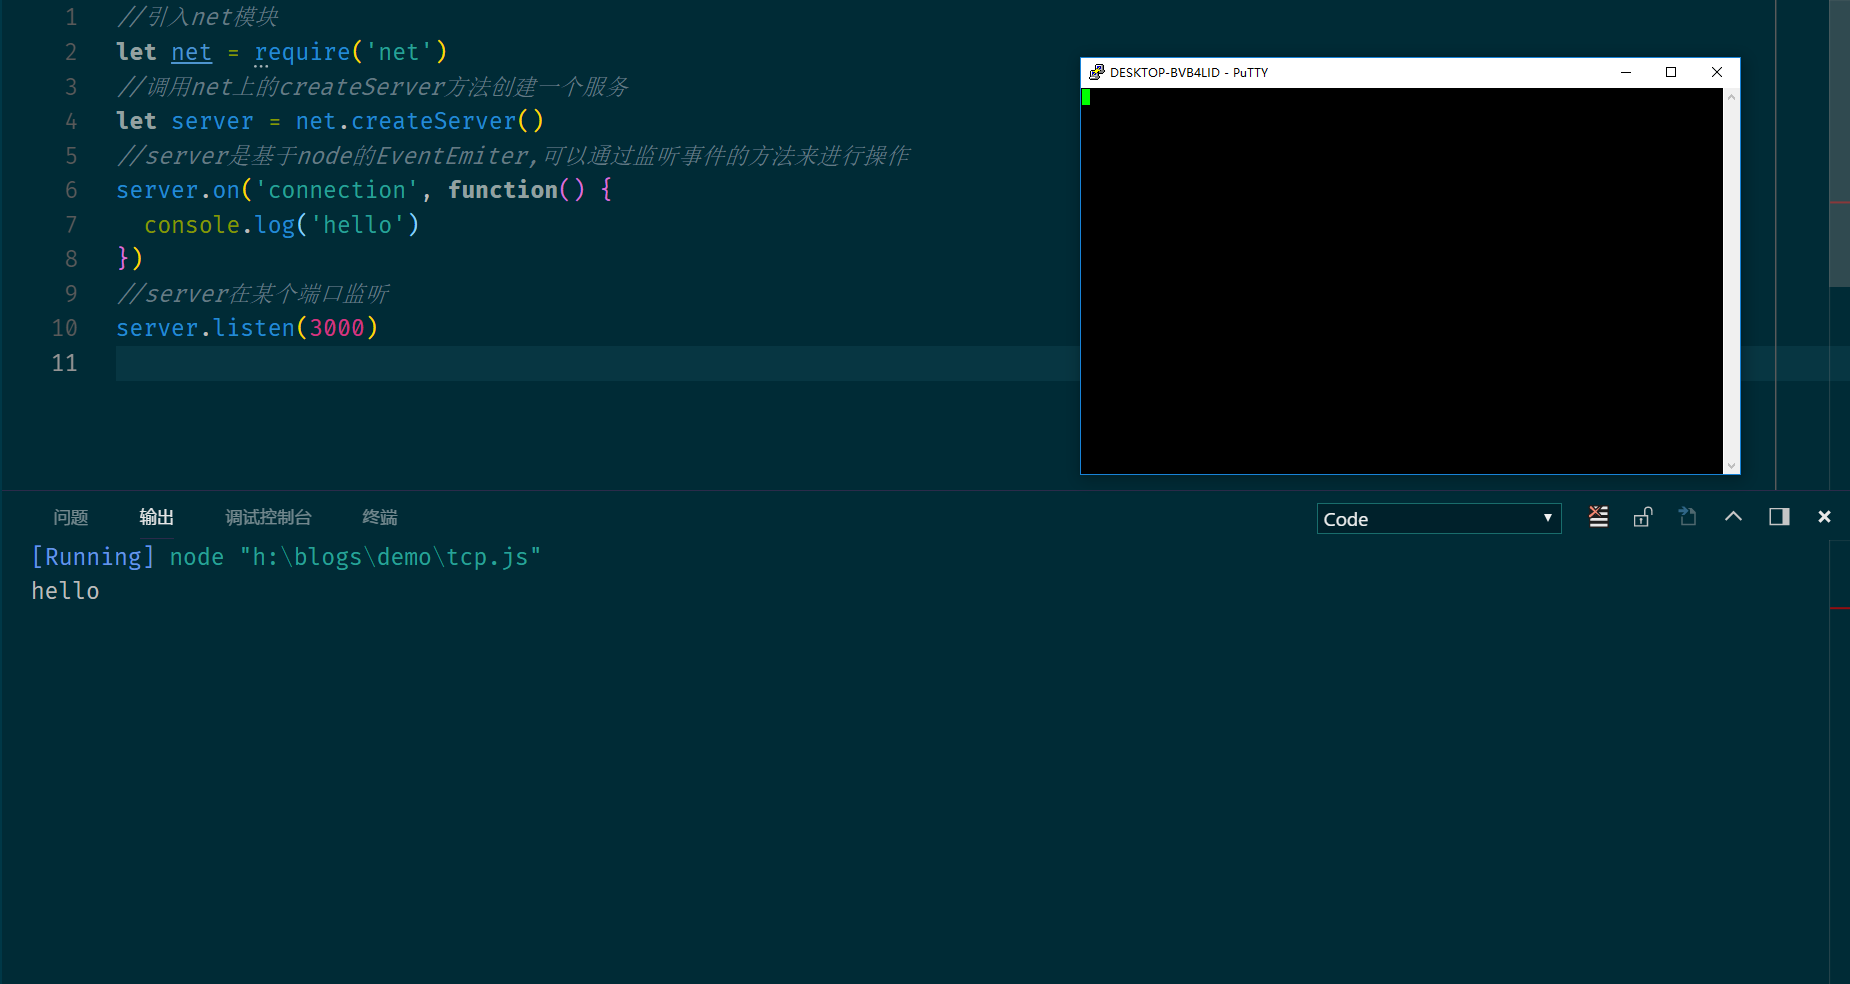 1 //引入net模块
2 let net = require('net')
3 //调用net上的createServer方法创建一个服务
4 let server = net.createServer()
5 //server是基于node的EventEmiter,可以通过监听事件的方法来进行操作
6 server.on('connection', function() {
7 console.log('hello')
8 })
9 //server在某个端口监听
10 server.listen(3000)
11
DESKTOP-BVB4LID - PuTTY
问题 输出 调试控制台 终端 Code
[Running] node "h:\blogs\demo\tcp.js"
hello